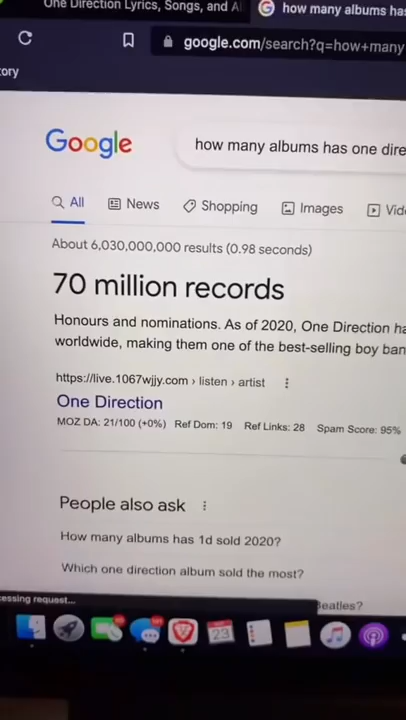 One Direction Lyrics, Songs, and Al
how many albums has
google.com/search?q=how+many
ory
Google
how many albums has one dire
All
News
Shopping
Images
Vid
About 6,030,000,000 results (0.98 seconds)
70 million records
Honours and nominations. As of 2020, One Direction ha
worldwide, making them one of the best-selling boy ban
https://live.1067wjjy.com › listen › artist
One Direction
MOZ DA: 21/100 (+0%) Ref Dom: 19 Ref Links: 28 Spam Score: 95%
People also ask
How many albums has 1d sold 2020?
Which one direction album sold the most?
Beatles?
essing request...
23